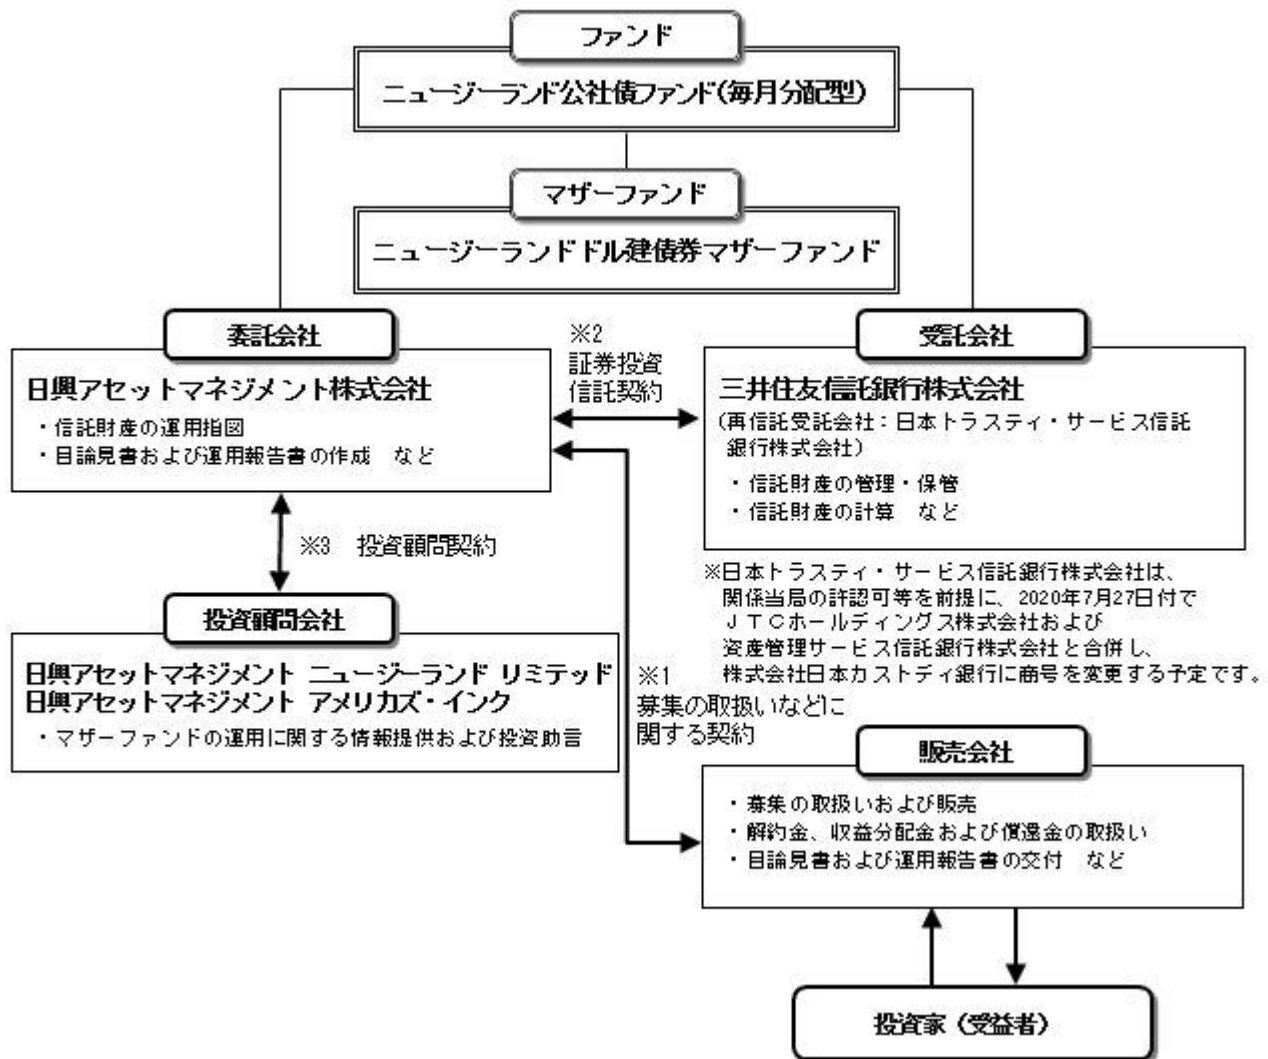 ファンド
ニュージーランド公社債ファンド(毎月分配型)
マザーファンド
ニュージーランドドル建債券マザーファンド
委託会社
日興アセットマネジメント株式会社
・信託財産の運用指図
・目論見書および運用報告書の作成　など
※2
証券投資
信託契約
受託会社
三井住友信託銀行株式会社
(再信託受託会社：日本トラスティ・サービス信託
銀行株式会社)
・信託財産の管理・保管
・信託財産の計算　など
※日本トラスティ・サービス信託銀行株式会社は、
関係当局の許認可等を前提に、2020年7月27日付で
ＪＴＣホールディングス株式会社および
資産管理サービス信託銀行株式会社と合併し、
株式会社日本カストディ銀行に商号を変更する予定です。
※3　投資顧問契約
投資顧問会社
日興アセットマネジメント ニュージーランド リミテッド
日興アセットマネジメント アメリカズ・インク
・マザーファンドの運用に関する情報提供および投資助言
※1
募集の取扱いなどに
関する契約
販売会社
・募集の取扱いおよび販売
・解約金、収益分配金および償還金の取扱い
・目論見書および運用報告書の交付　など
投資家（受益者）